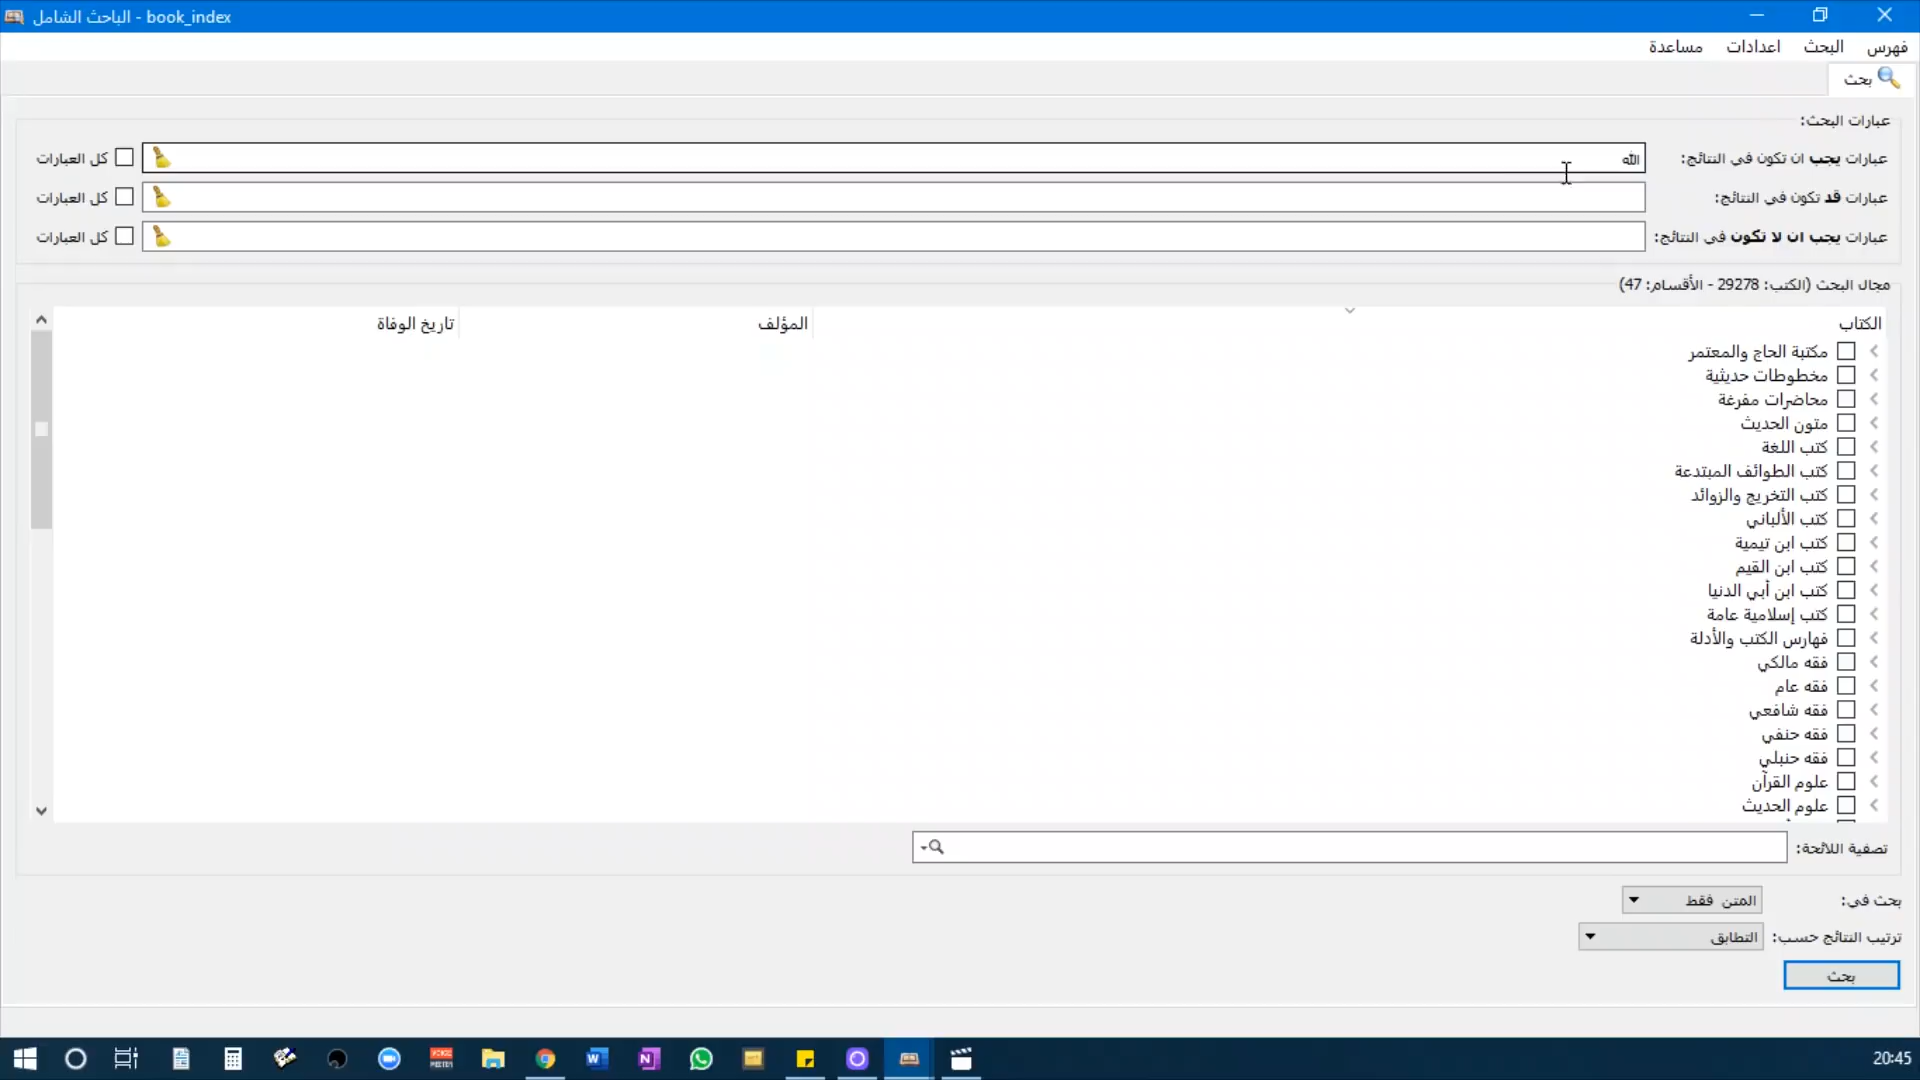 book_index - الباحث الشامل
فهرس البحث اعدادات مساعدة
بحث
عبارات البحث:
عبارات يجب ان تكون في النتائج: الله كل العبارات
عبارات قد تكون في النتائج: كل العبارات
عبارات يجب ان لا تكون في النتائج: كل العبارات
مجال البحث (الكتب: 29278 - الأقسام: 47)
الكتاب المؤلف تاريخ الوفاة
مكتبة الحاج والمعتمر
مخطوطات حديثية
محاضرات مفرغة
متون الحديث
كتب اللغة
كتب الطوائف المبتدعة
كتب التخريج والزوائد
كتب الألباني
كتب ابن تيمية
كتب ابن القيم
كتب ابن أبي الدنيا
كتب إسلامية عامة
فهارس الكتب والأدلة
فقه مالكي
فقه عام
فقه شافعي
فقه حنفي
فقه حنبلي
علوم القرآن
علوم الحديث
تصفية اللائحة:
بحث في: المتن فقط
ترتيب النتائج حسب: التطابق
بحث
20:45